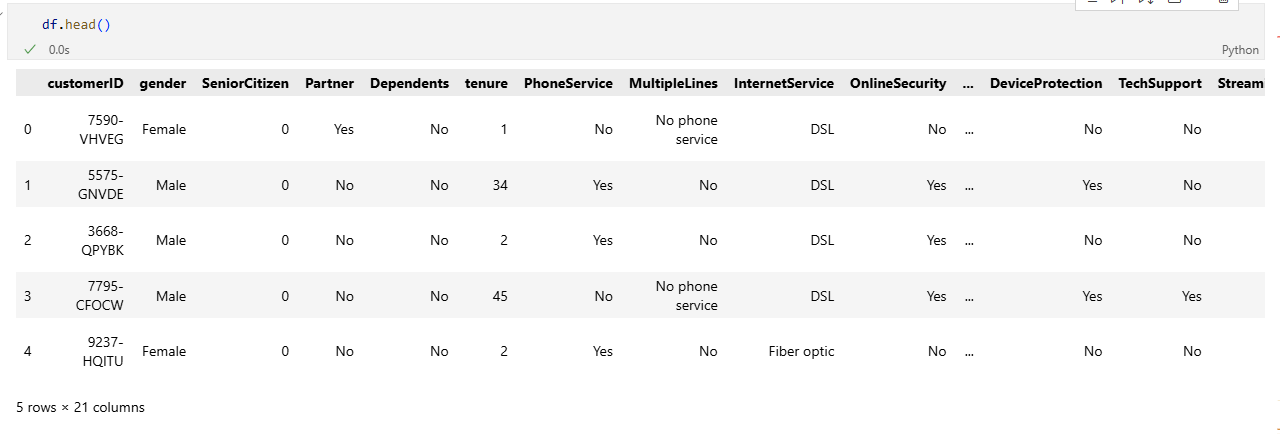 df.head()
0.0s
Python
customerID gender SeniorCitizen Partner Dependents tenure PhoneService MultipleLines InternetService OnlineSecurity ... DeviceProtection TechSupport Stream
0 7590-VHVEG Female 0 Yes No 1 No No phone service DSL No ... No No
1 5575-GNVDE Male 0 No No 34 Yes No DSL Yes ... Yes No
2 3668-QPYBK Male 0 No No 2 Yes No DSL Yes ... No No
3 7795-CFOCW Male 0 No No 45 No No phone service DSL Yes ... Yes Yes
4 9237-HQITU Female 0 No No 2 Yes No Fiber optic No ... No No
5 rows × 21 columns